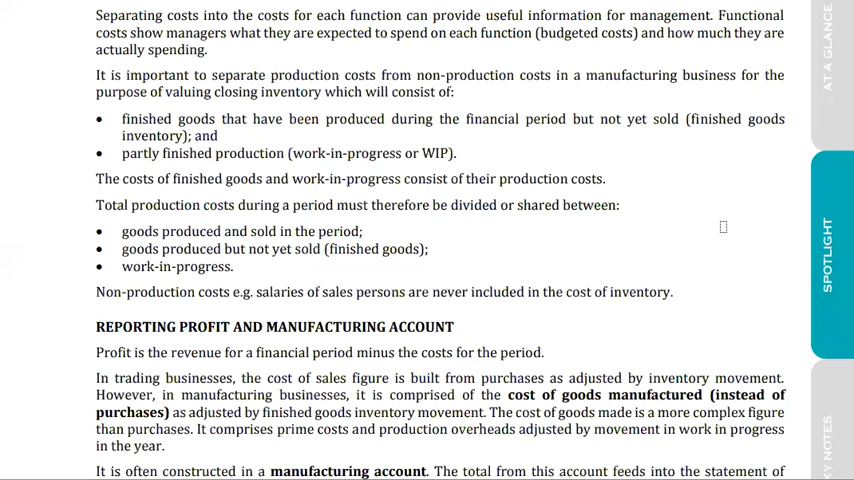 Separating costs into the costs for each function can provide useful information for management. Functional
costs show managers what they are expected to spend on each function (budgeted costs) and how much they are
actually spending.
It is important to separate production costs from non-production costs in a manufacturing business for the
purpose of valuing closing inventory which will consist of:
• finished goods that have been produced during the financial period but not yet sold (finished goods
inventory); and
• partly finished production (work-in-progress or WIP).
The costs of finished goods and work-in-progress consist of their production costs.
Total production costs during a period must therefore be divided or shared between:
• goods produced and sold in the period;
• goods produced but not yet sold (finished goods);
• work-in-progress.
Non-production costs e.g. salaries of sales persons are never included in the cost of inventory.
REPORTING PROFIT AND MANUFACTURING ACCOUNT
Profit is the revenue for a financial period minus the costs for the period.
In trading businesses, the cost of sales figure is built from purchases as adjusted by inventory movement.
However, in manufacturing businesses, it is comprised of the cost of goods manufactured (instead of
purchases) as adjusted by finished goods inventory movement. The cost of goods made is a more complex figure
than purchases. It comprises prime costs and production overheads adjusted by movement in work in progress
in the year.
It is often constructed in a manufacturing account. The total from this account feeds into the statement of
AT A GLANCE
SPOTLIGHT
KY NOTES